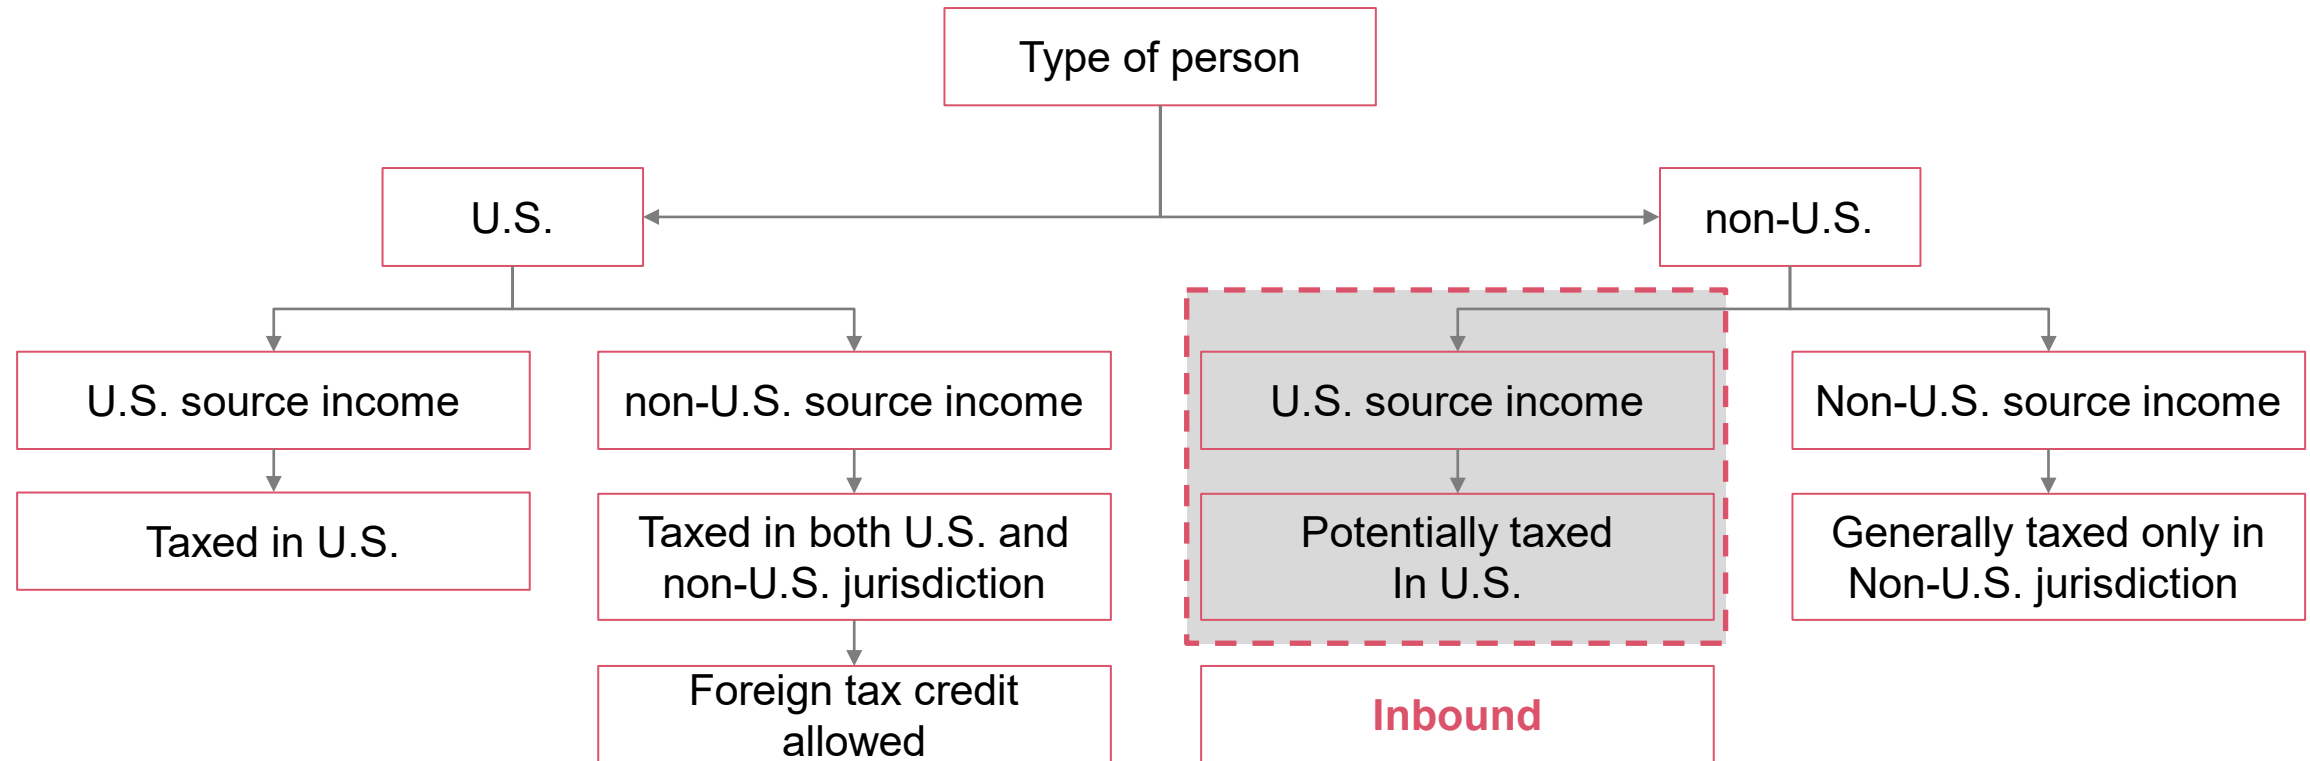 Type of person
U.S.
non-U.S.
U.S. source income
non-U.S. source income
U.S. source income
Non-U.S. source income
Taxed in U.S.
Taxed in both U.S. and
non-U.S. jurisdiction
Potentially taxed
In U.S.
Generally taxed only in
Non-U.S. jurisdiction
Foreign tax credit
allowed
Inbound